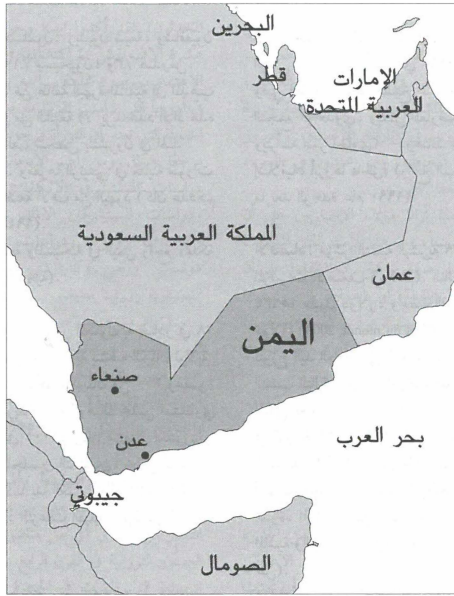 البحرين
قطر
الإمارات
العربية المتحدة
المملكة العربية السعودية
عمان
اليمن
صنعاء
عدن
بحر العرب
جيبوتي
الصومال